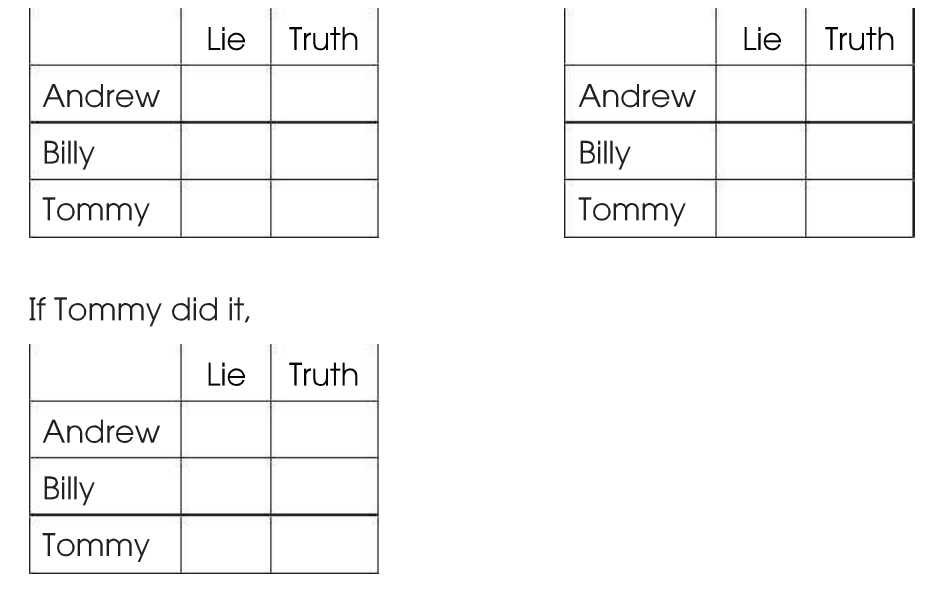 Lie Truth Lie Truth
Andrew Andrew
Billy Billy
Tommy Tommy
If Tommy did it,
Lie Truth
Andrew
Billy
Tommy